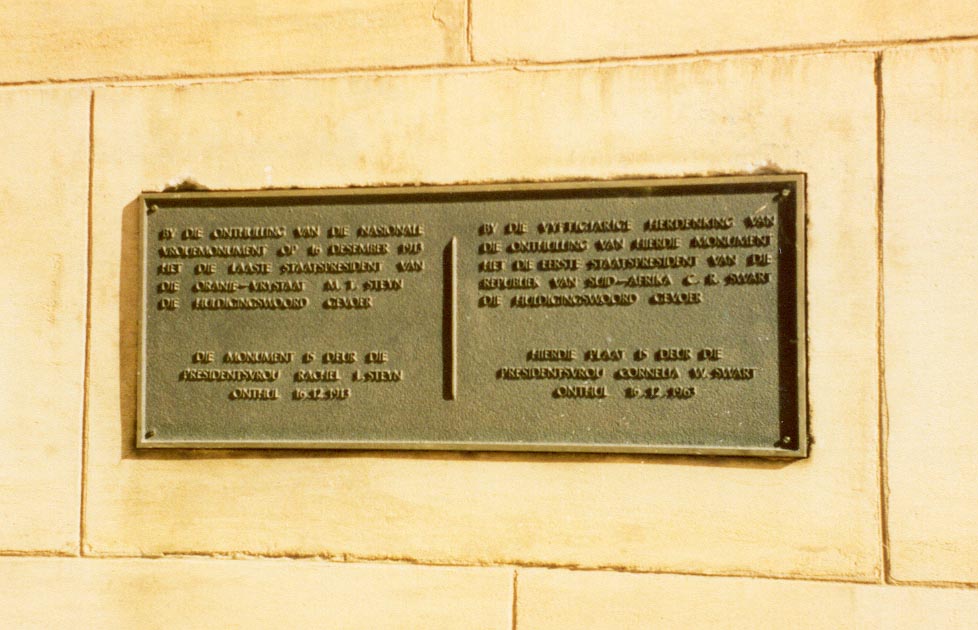 BY DIE ONTHULLING VAN DIE NASIONALE
VROUEMONUMENT OP 16 DESEMBER 1913
HET DIE LAASTE STAATSPRESIDENT VAN
DIE ORANJE-VRYSTAAT M. T. STEYN
DIE HULDIGINGSWOORD GEVOER
DIE MONUMENT IS DEUR DIE
PRESIDENTSVROU RACHEL I. STEYN
ONTHUL 16.12.1913
BY DIE VYFTIGJARIGE HERDENKING VAN
DIE ONTHULLING VAN HIERDIE MONUMENT
HET DIE EERSTE STAATSPRESIDENT VAN DIE
REPUBLIEK VAN SUID-AFRIKA C. R. SWART
DIE HULDIGINGSWOORD GEVOER
HIERDIE PLAAT IS DEUR DIE
PRESIDENTSVROU CORNELIA W. SWART
ONTHUL 16.12.1963